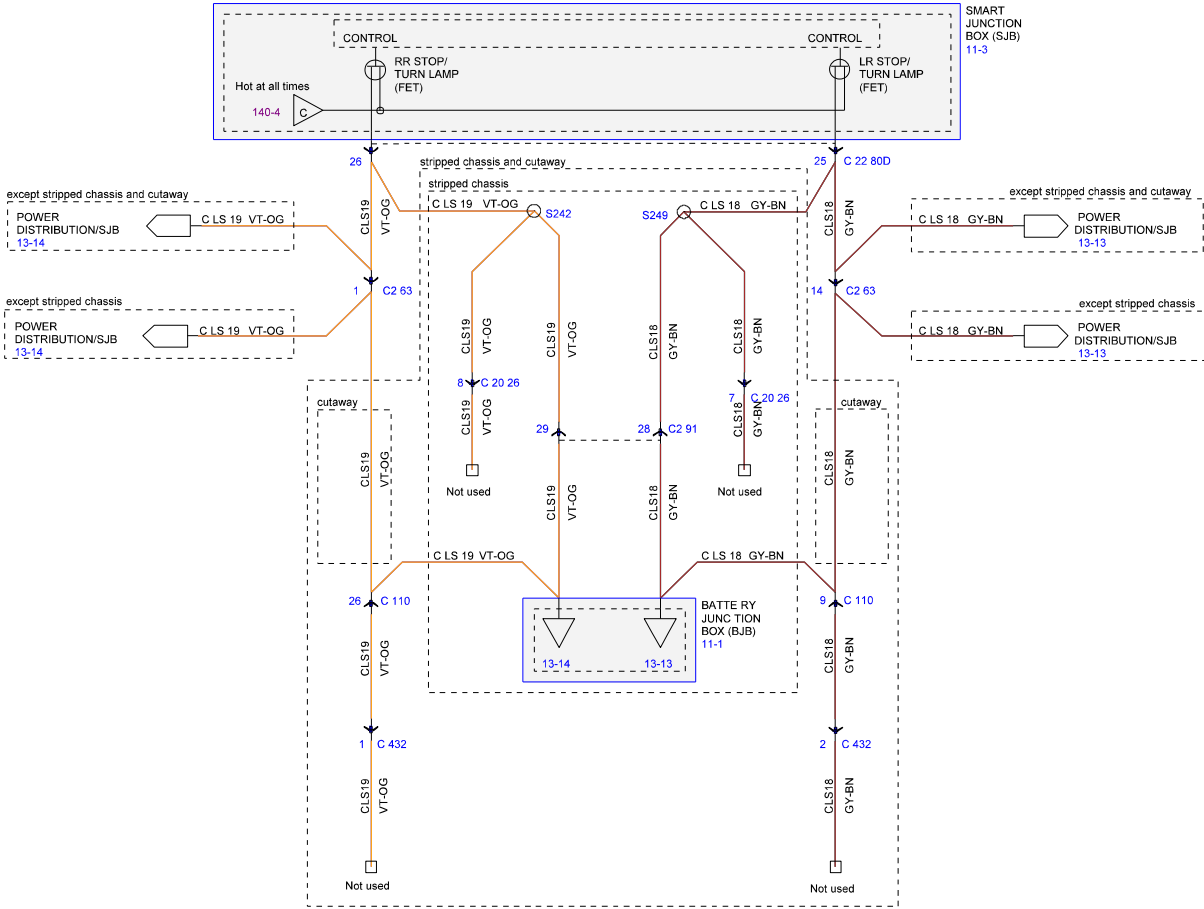 SMART
JUNCTION
BOX (SJB)
11-3
CONTROL
CONTROL
RR STOP/
TURN LAMP
(FET)
LR STOP/
TURN LAMP
(FET)
Hot at all times
140-4
C
26
25 C 22 80D
stripped chassis and cutaway
stripped chassis
except stripped chassis and cutaway
POWER
DISTRIBUTION/SJB
13-14
C LS 19 VT-OG
CLS19
VT-OG
C LS 19 VT-OG
S242
S249
C LS 18 GY-BN
CLS18
GY-BN
except stripped chassis and cutaway
C LS 18 GY-BN
POWER
DISTRIBUTION/SJB
13-13
1 C2 63
14 C2 63
except stripped chassis
POWER
DISTRIBUTION/SJB
13-14
C LS 19 VT-OG
except stripped chassis
C LS 18 GY-BN
POWER
DISTRIBUTION/SJB
13-13
CLS19
VT-OG
CLS19
VT-OG
CLS18
GY-BN
CLS18
GY-BN
8 C 20 26
7 C 20 26
CLS19
VT-OG
CLS18
GY-BN
29
28 C2 91
cutaway
cutaway
CLS19
VT-OG
Not used
CLS19
VT-OG
CLS18
GY-BN
Not used
CLS18
GY-BN
C LS 19 VT-OG
C LS 18 GY-BN
26 C 110
9 C 110
BATTE RY
JUNC TION
BOX (BJB)
11-1
13-14
13-13
CLS19
VT-OG
CLS18
GY-BN
1 C 432
2 C 432
CLS19
VT-OG
CLS18
GY-BN
Not used
Not used